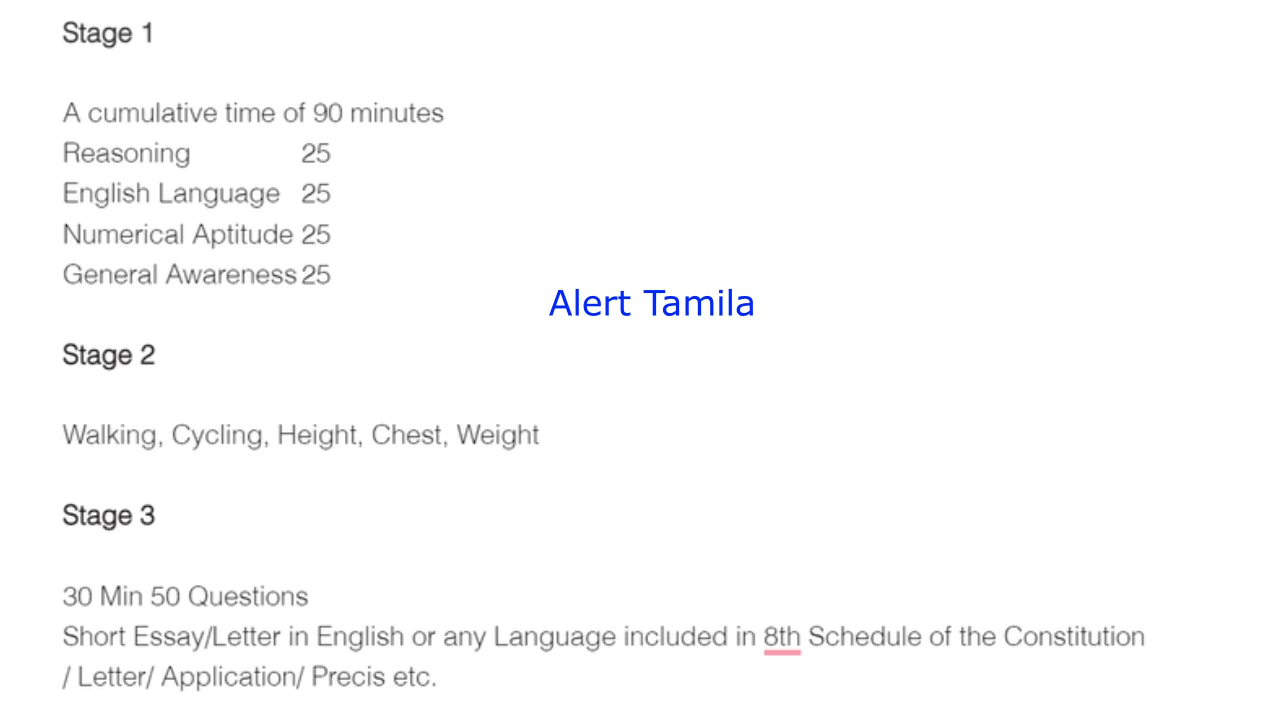 Stage 1
A cumulative time of 90 minutes
Reasoning 25
English Language 25
Numerical Aptitude 25
General Awareness 25
Alert Tamila
Stage 2
Walking, Cycling, Height, Chest, Weight
Stage 3
30 Min 50 Questions
Short Essay/Letter in English or any Language included in 8th Schedule of the Constitution
/ Letter/ Application/ Precis etc.